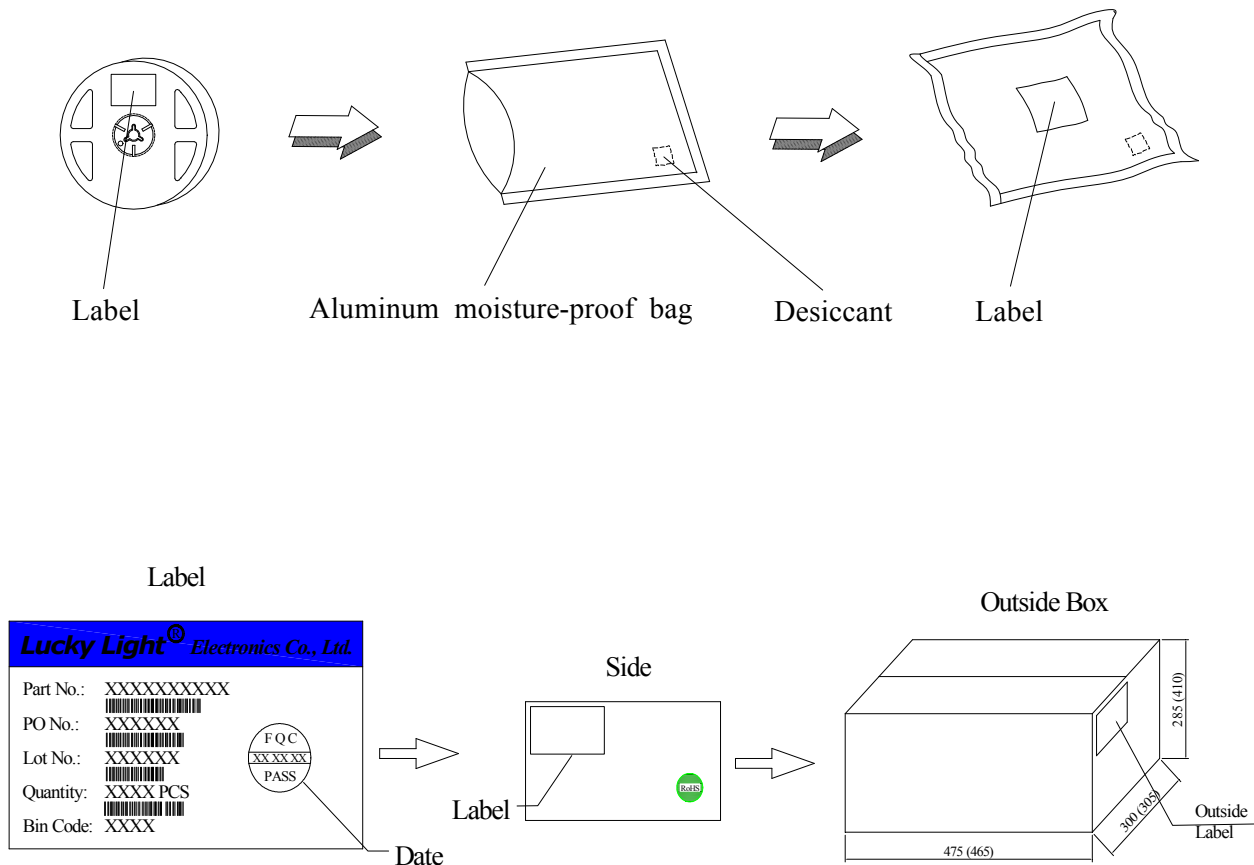 Label
Aluminum moisture-proof bag
Desiccant
Label
Label
Lucky Light® Electronics Co., Ltd.
Part No.: XXXXXXXXXX
PO No.: XXXXXX
Lot No.: XXXXXX
Quantity: XXXX PCS
Bin Code: XXXX
FQC
XX XX XX
PASS
Date
Side
RoHS
Label
Outside Box
285 (410)
300 (305)
475 (465)
Outside
Label